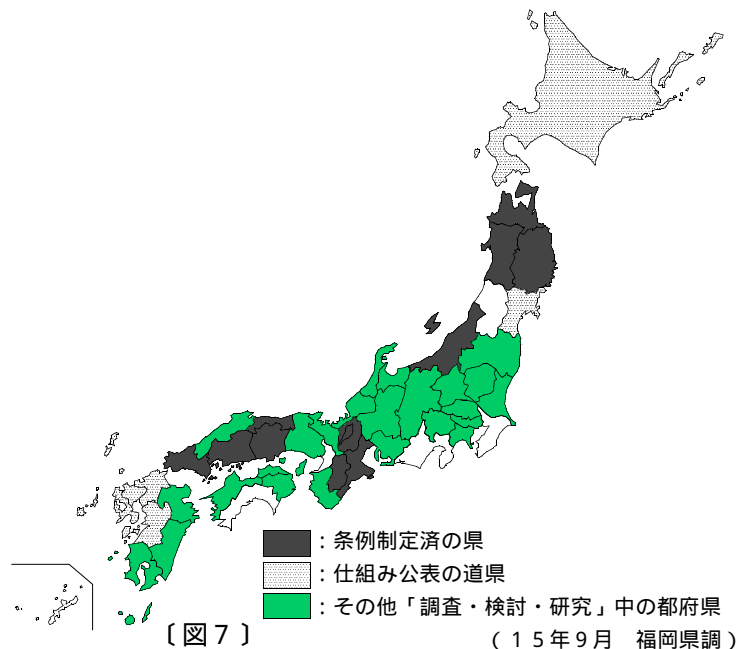 ：条例制定済の県
：仕組み公表の道県
：その他「調査・検討・研究」中の都府県
〔図７〕
（１５年９月　福岡県調）